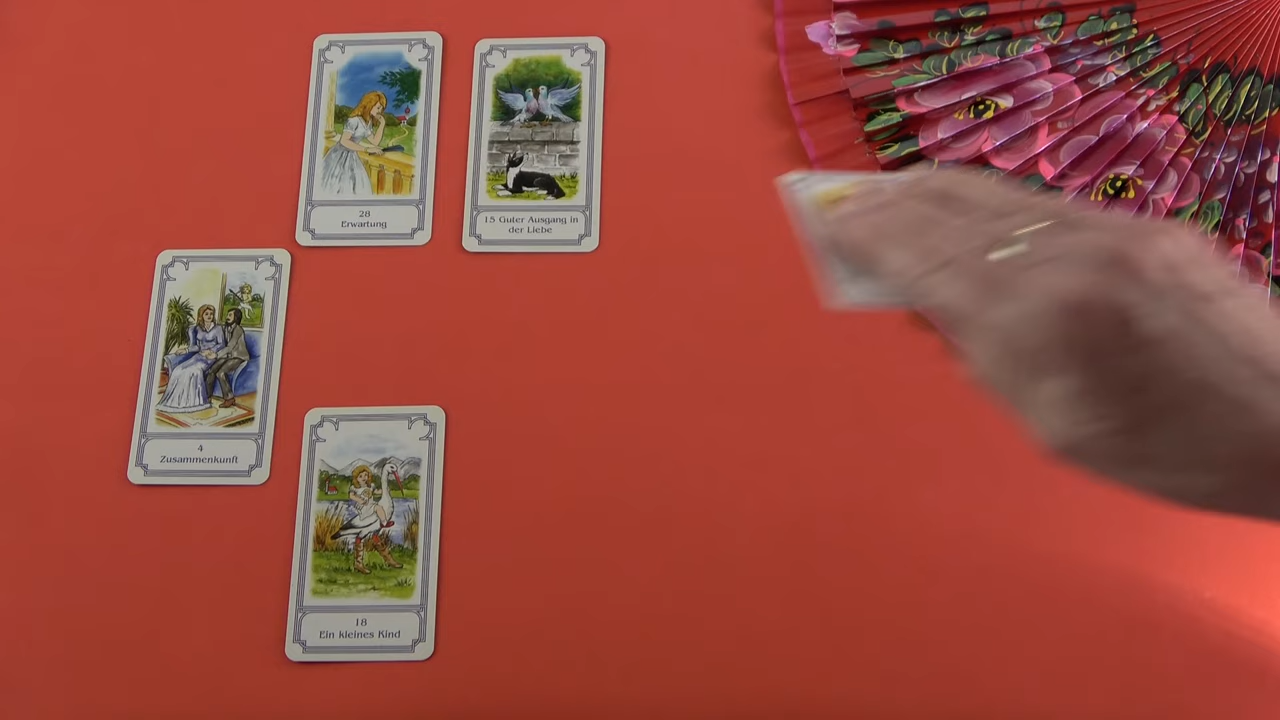 28
Erwartung
15 Guter Ausgang in
der Liebe
4
Zusammenkunft
18
Ein kleines Kind